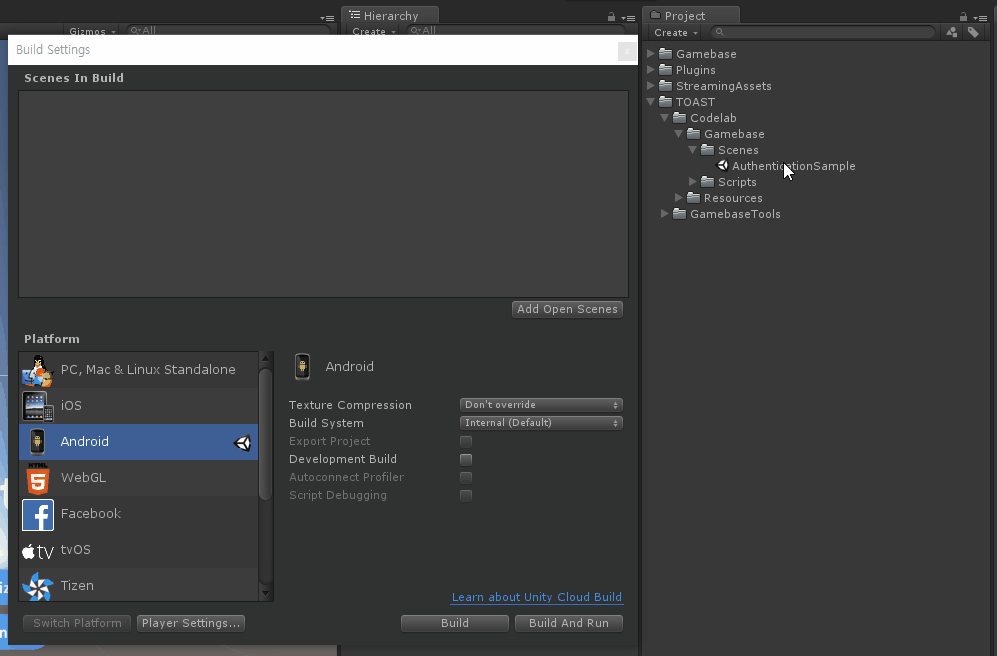 Hierarchy
Project
Gizmos
All
Create
All
Create
Build Settings
x
Gamebase
Plugins
StreamingAssets
TOAST
Codelab
Gamebase
Scenes
AuthenticationSample
Scripts
Resources
GamebaseTools
Scenes In Build
Add Open Scenes
Platform
PC, Mac & Linux Standalone
iOS
Android
HTML
5
WebGL
Facebook
tv
tvOS
Tizen
Android
Texture Compression Don't override
Build System Internal (Default)
Export Project
Development Build
Autoconnect Profiler
Script Debugging
Learn about Unity Cloud Build
Switch Platform Player Settings... Build Build And Run